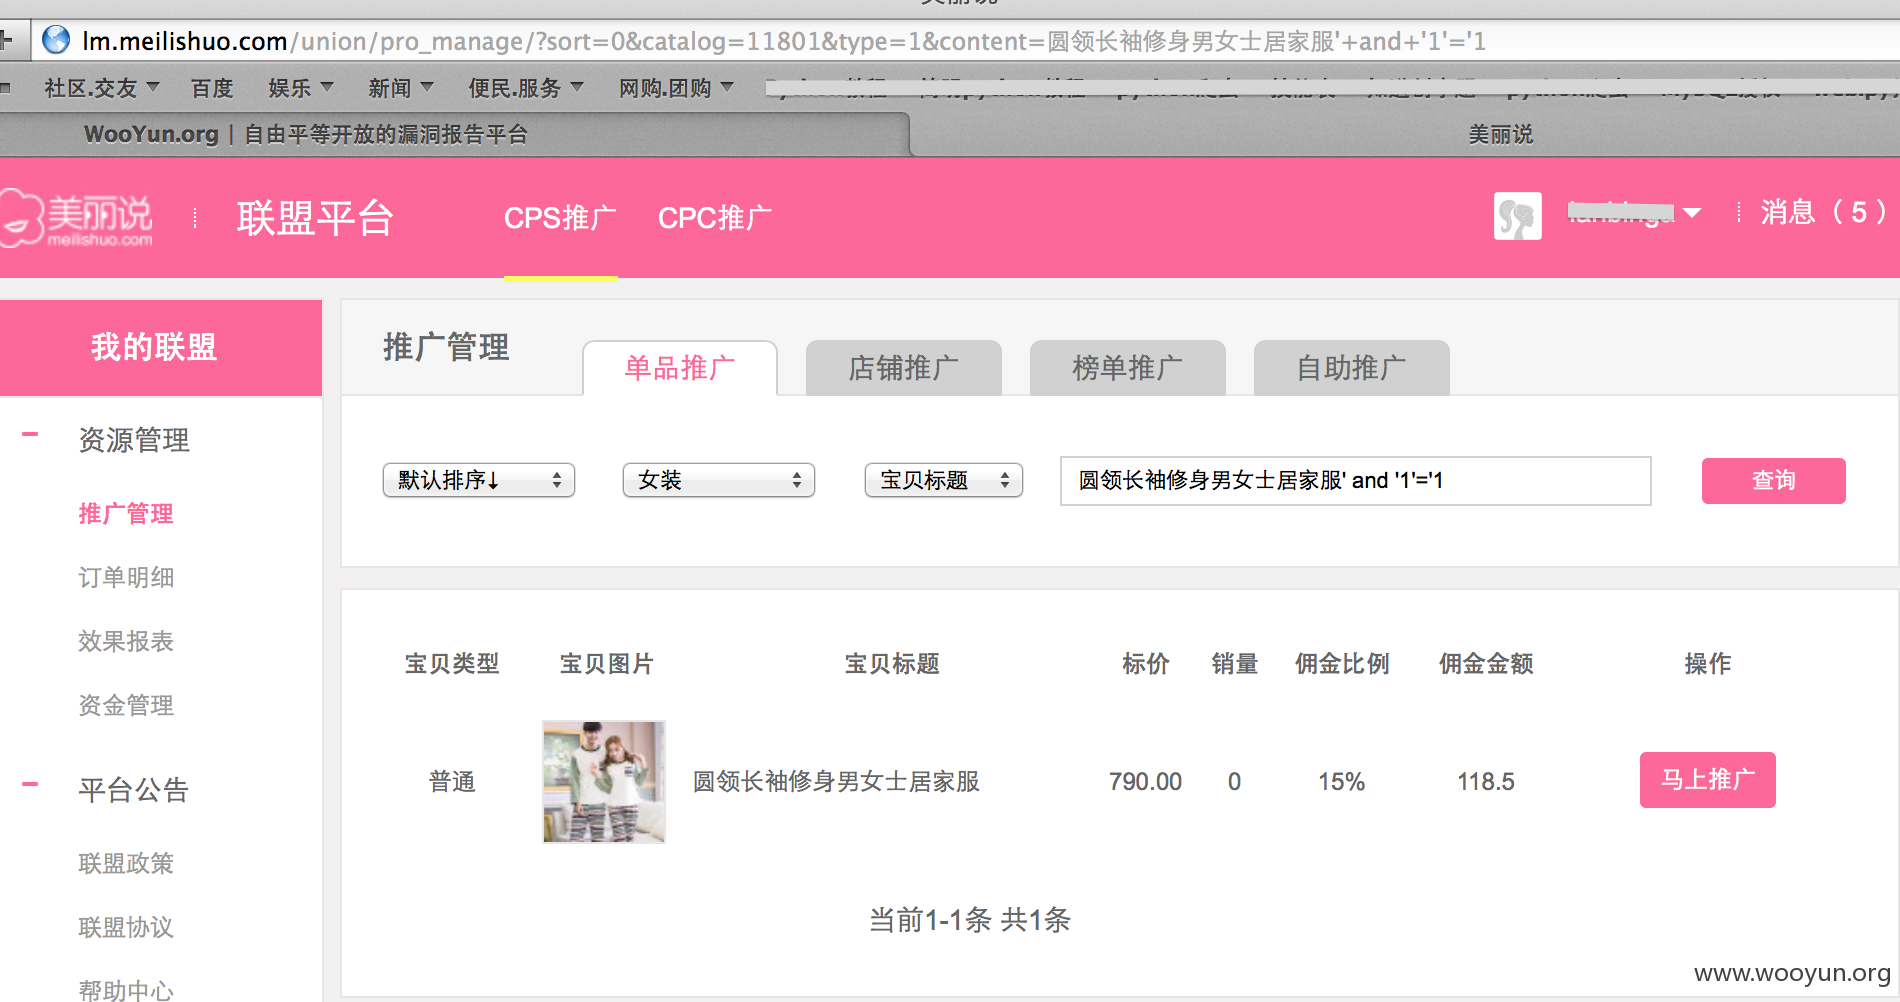 美丽说
lm.meilishuo.com/union/pro_manage/?sort=0&catalog=11801&type=1&content=圆领长袖修身男女士居家服'+and+'1'='1
社区.交友 百度 娱乐 新闻 便民.服务 网购.团购
WooYun.org | 自由平等开放的漏洞报告平台 美丽说
美丽说 meilishuo.com 联盟平台 CPS推广 CPC推广 消息（5）
我的联盟
推广管理 单品推广 店铺推广 榜单推广 自助推广
资源管理
默认排序↓ 女装 宝贝标题 圆领长袖修身男女士居家服' and '1'='1 查询
推广管理
订单明细
效果报表
资金管理
平台公告
联盟政策
联盟协议
帮助中心
宝贝类型 宝贝图片 宝贝标题 标价 销量 佣金比例 佣金金额 操作
普通 圆领长袖修身男女士居家服 790.00 0 15% 118.5 马上推广
当前1-1条 共1条
www.wooyun.org